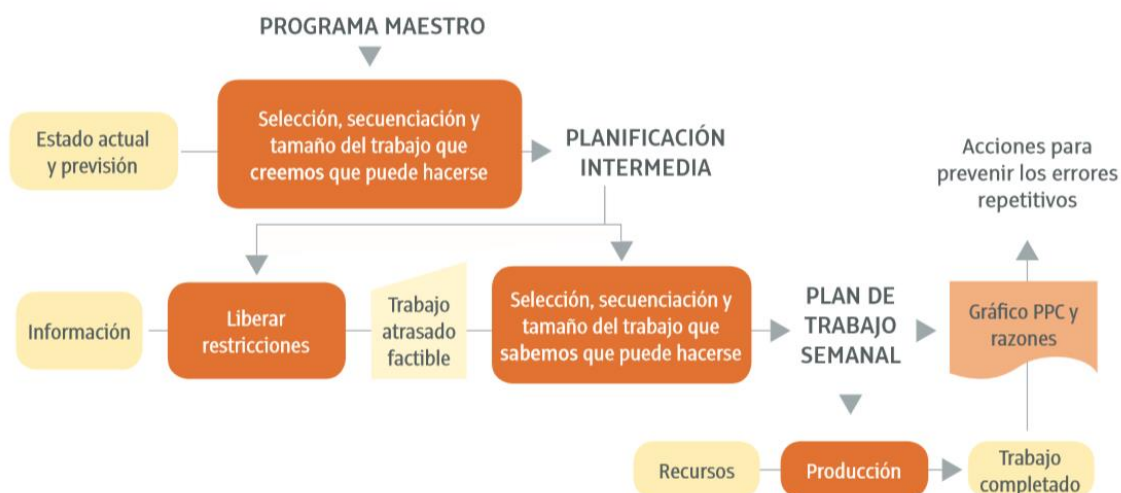 PROGRAMA MAESTRO
Estado actual
y previsión
Selección, secuenciación y
tamaño del trabajo que
creemos que puede hacerse
PLANIFICACIÓN
INTERMEDIA
Acciones para
prevenir los errores
repetitivos
Información
Liberar
restricciones
Trabajo
atrasado
factible
Selección, secuenciación y
tamaño del trabajo que
sabemos que puede hacerse
PLAN DE
TRABAJO
SEMANAL
Gráfico PPC y
razones
Recursos
Producción
Trabajo
completado